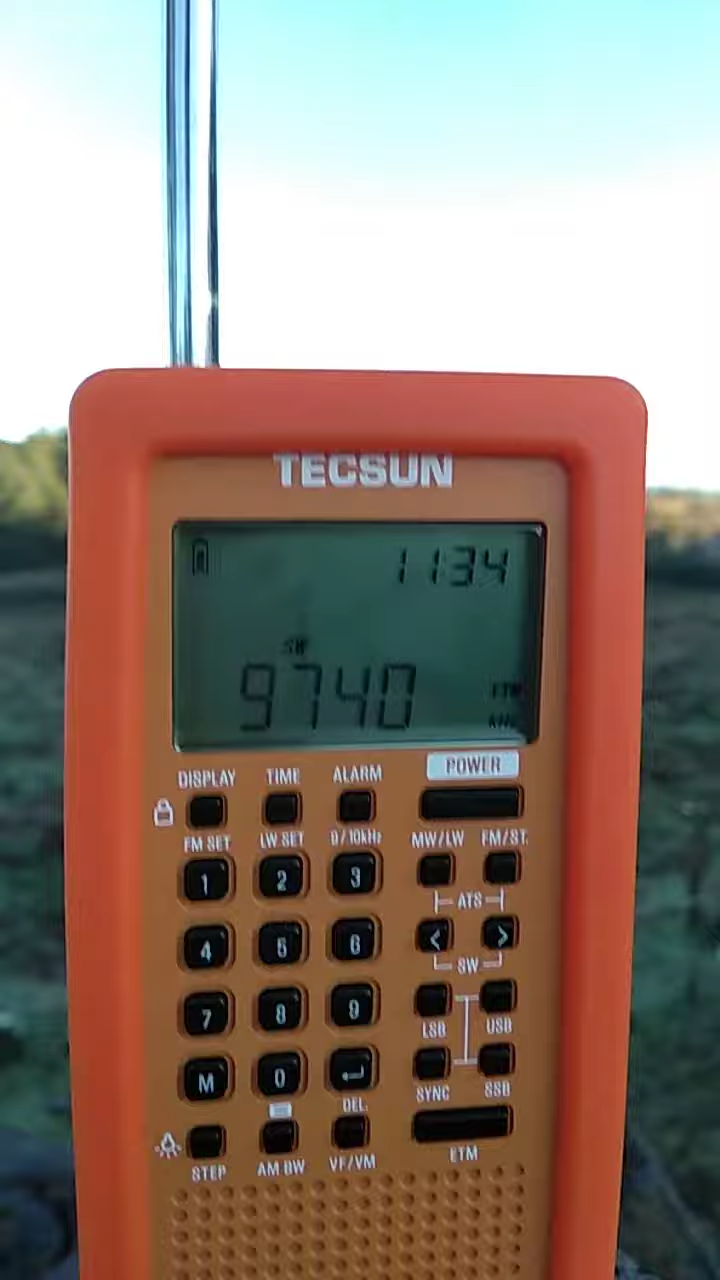 TECSUN
11:34
SW
9740
kHz
POWER
DISPLAY TIME ALARM
FM SET LW SET 9/10kHz MW/LW FM/ST.
1 2 3
ATS
4 5 6 < >
SW
7 8 9
LSB USB
M 0
SYNC SSB
DEL.
STEP AM BW VF/VM ETM